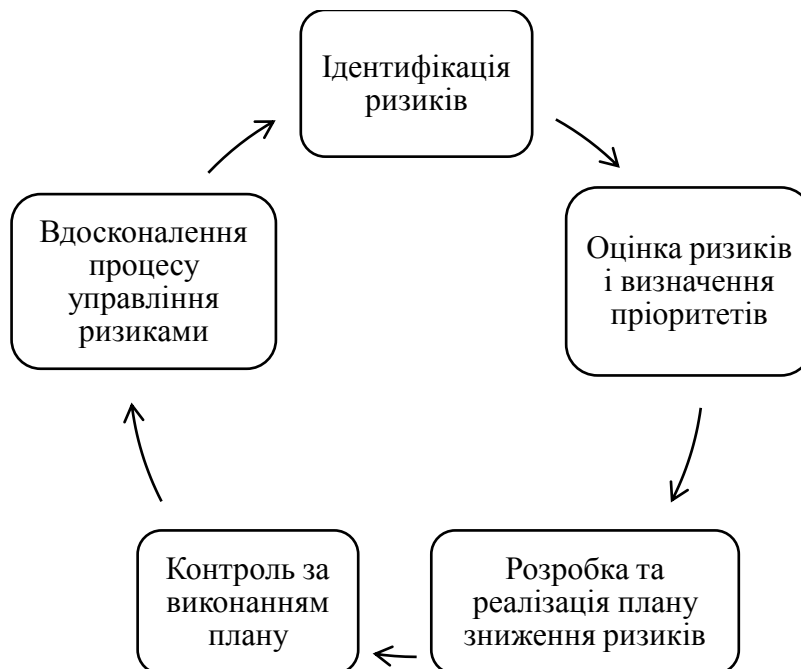 Ідентифікація
ризиків
Оцінка ризиків
і визначення
пріоритетів
Розробка та
реалізація плану
зниження ризиків
Контроль за
виконанням
плану
Вдосконалення
процесу
управління
ризиками